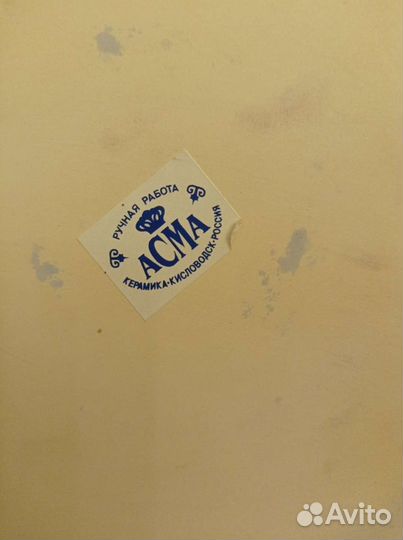 РУЧНАЯ РАБОТА
АСМА
КЕРАМИКА·КИСЛОВОДСК·РОССИЯ
Avito